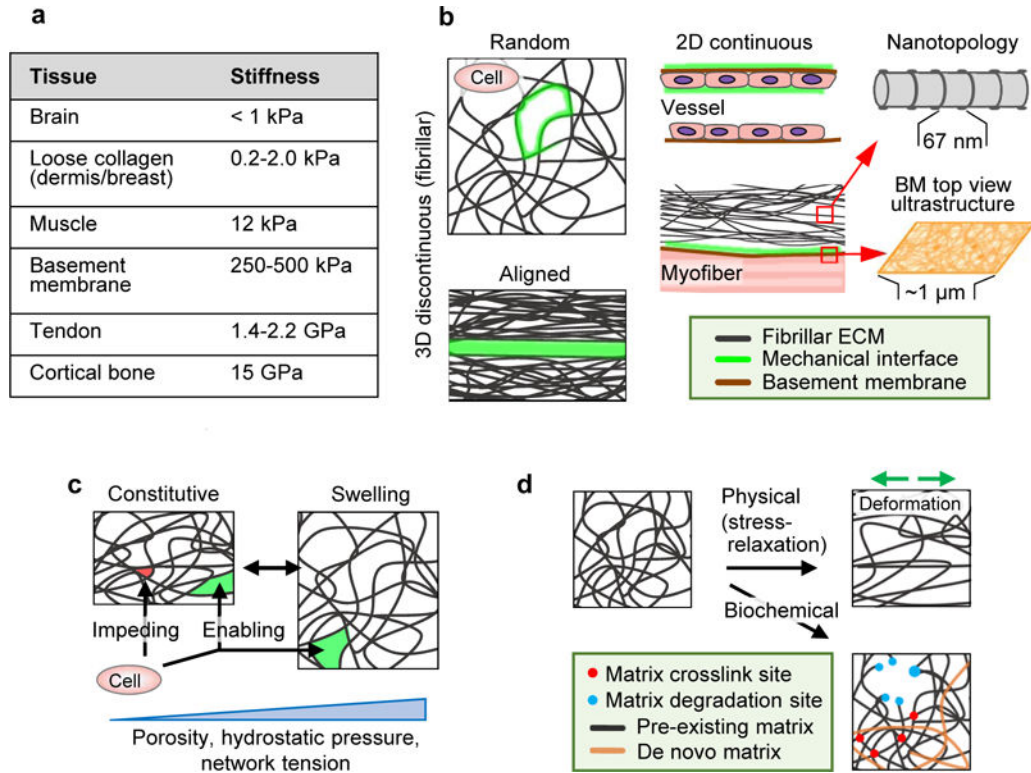 a
Tissue Stiffness
Brain < 1 kPa
Loose collagen 0.2-2.0 kPa
(dermis/breast)
Muscle 12 kPa
Basement 250-500 kPa
membrane
Tendon 1.4-2.2 GPa
Cortical bone 15 GPa
b
3D discontinuous (fibrillar)
Random
Cell
Aligned
2D continuous
Vessel
Myofiber
Nanotopology
67 nm
BM top view
ultrastructure
~1 µm
Fibrillar ECM
Mechanical interface
Basement membrane
c
Constitutive
Swelling
Impeding
Enabling
Cell
Porosity, hydrostatic pressure,
network tension
d
Physical
(stress-
relaxation)
Deformation
Biochemical
Matrix crosslink site
Matrix degradation site
Pre-existing matrix
De novo matrix